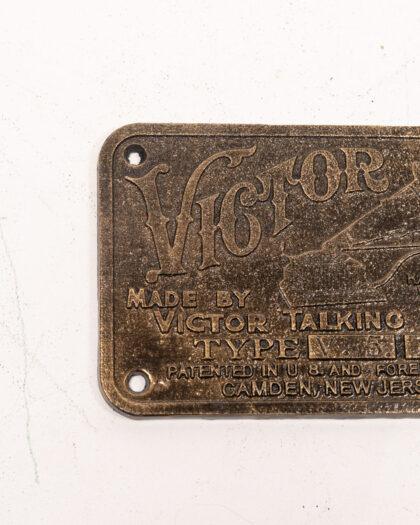 VICTOR
MADE BY
VICTOR TALKING
TYPE
PATENTED IN U.S. AND FORE
CAMDEN, NEW JERS